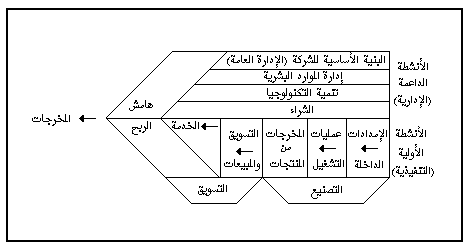 البنية الأساسية للشركة (الإدارة العامة)
إدارة الموارد البشرية
تنمية التكنولوجيا
الشراء
الأنشطة
الداعمة
(الإدارية)
هامش
الربح
المخرجات
الأنشطة
الأولية
(التنفيذية)
الإمدادات
الداخلة
عمليات
التشغيل
المخرجات
من
المنتجات
التسويق
والمبيعات
الخدمة
التصنيع
التسويق